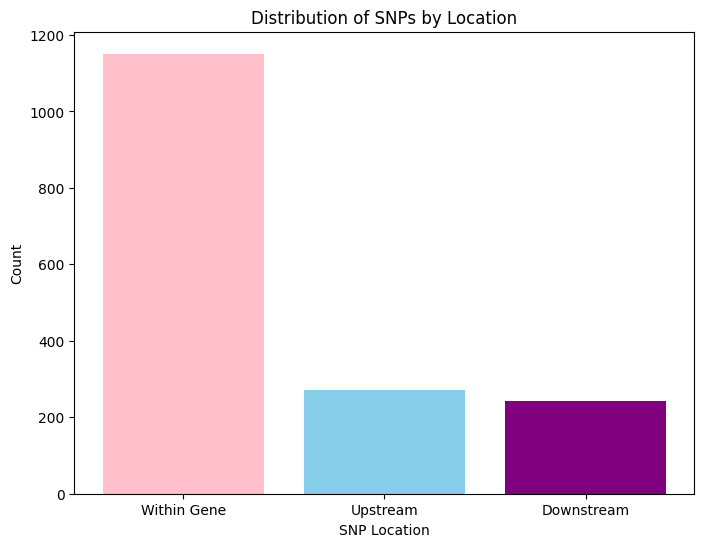 Distribution of SNPs by Location
1200
1000
800
600
400
200
0
Count
Within Gene
Upstream
Downstream
SNP Location